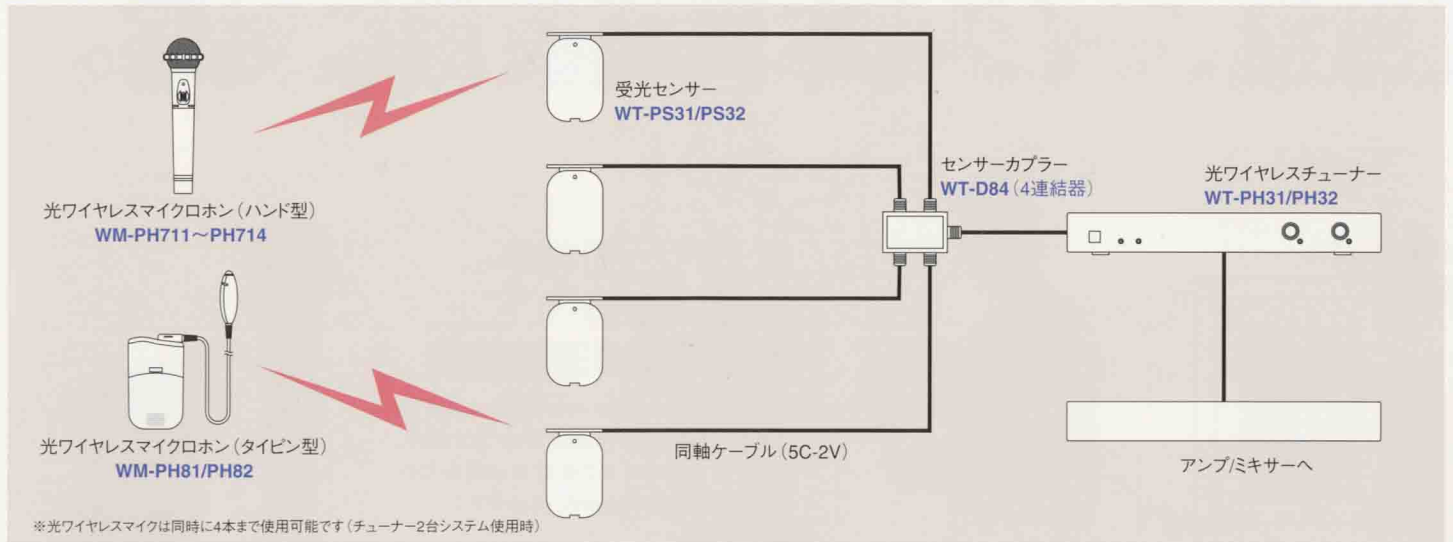 受光センサー
WT-PS31/PS32
センサーカプラー
WT-D84（4連結器）
光ワイヤレスチューナー
WT-PH31/PH32
光ワイヤレスマイクロホン（ハンド型）
WM-PH711～PH714
光ワイヤレスマイクロホン（タイピン型）
WM-PH81/PH82
同軸ケーブル（5C-2V）
アンプ/ミキサーへ
※光ワイヤレスマイクは同時に4本まで使用可能です（チューナー2台システム使用時）